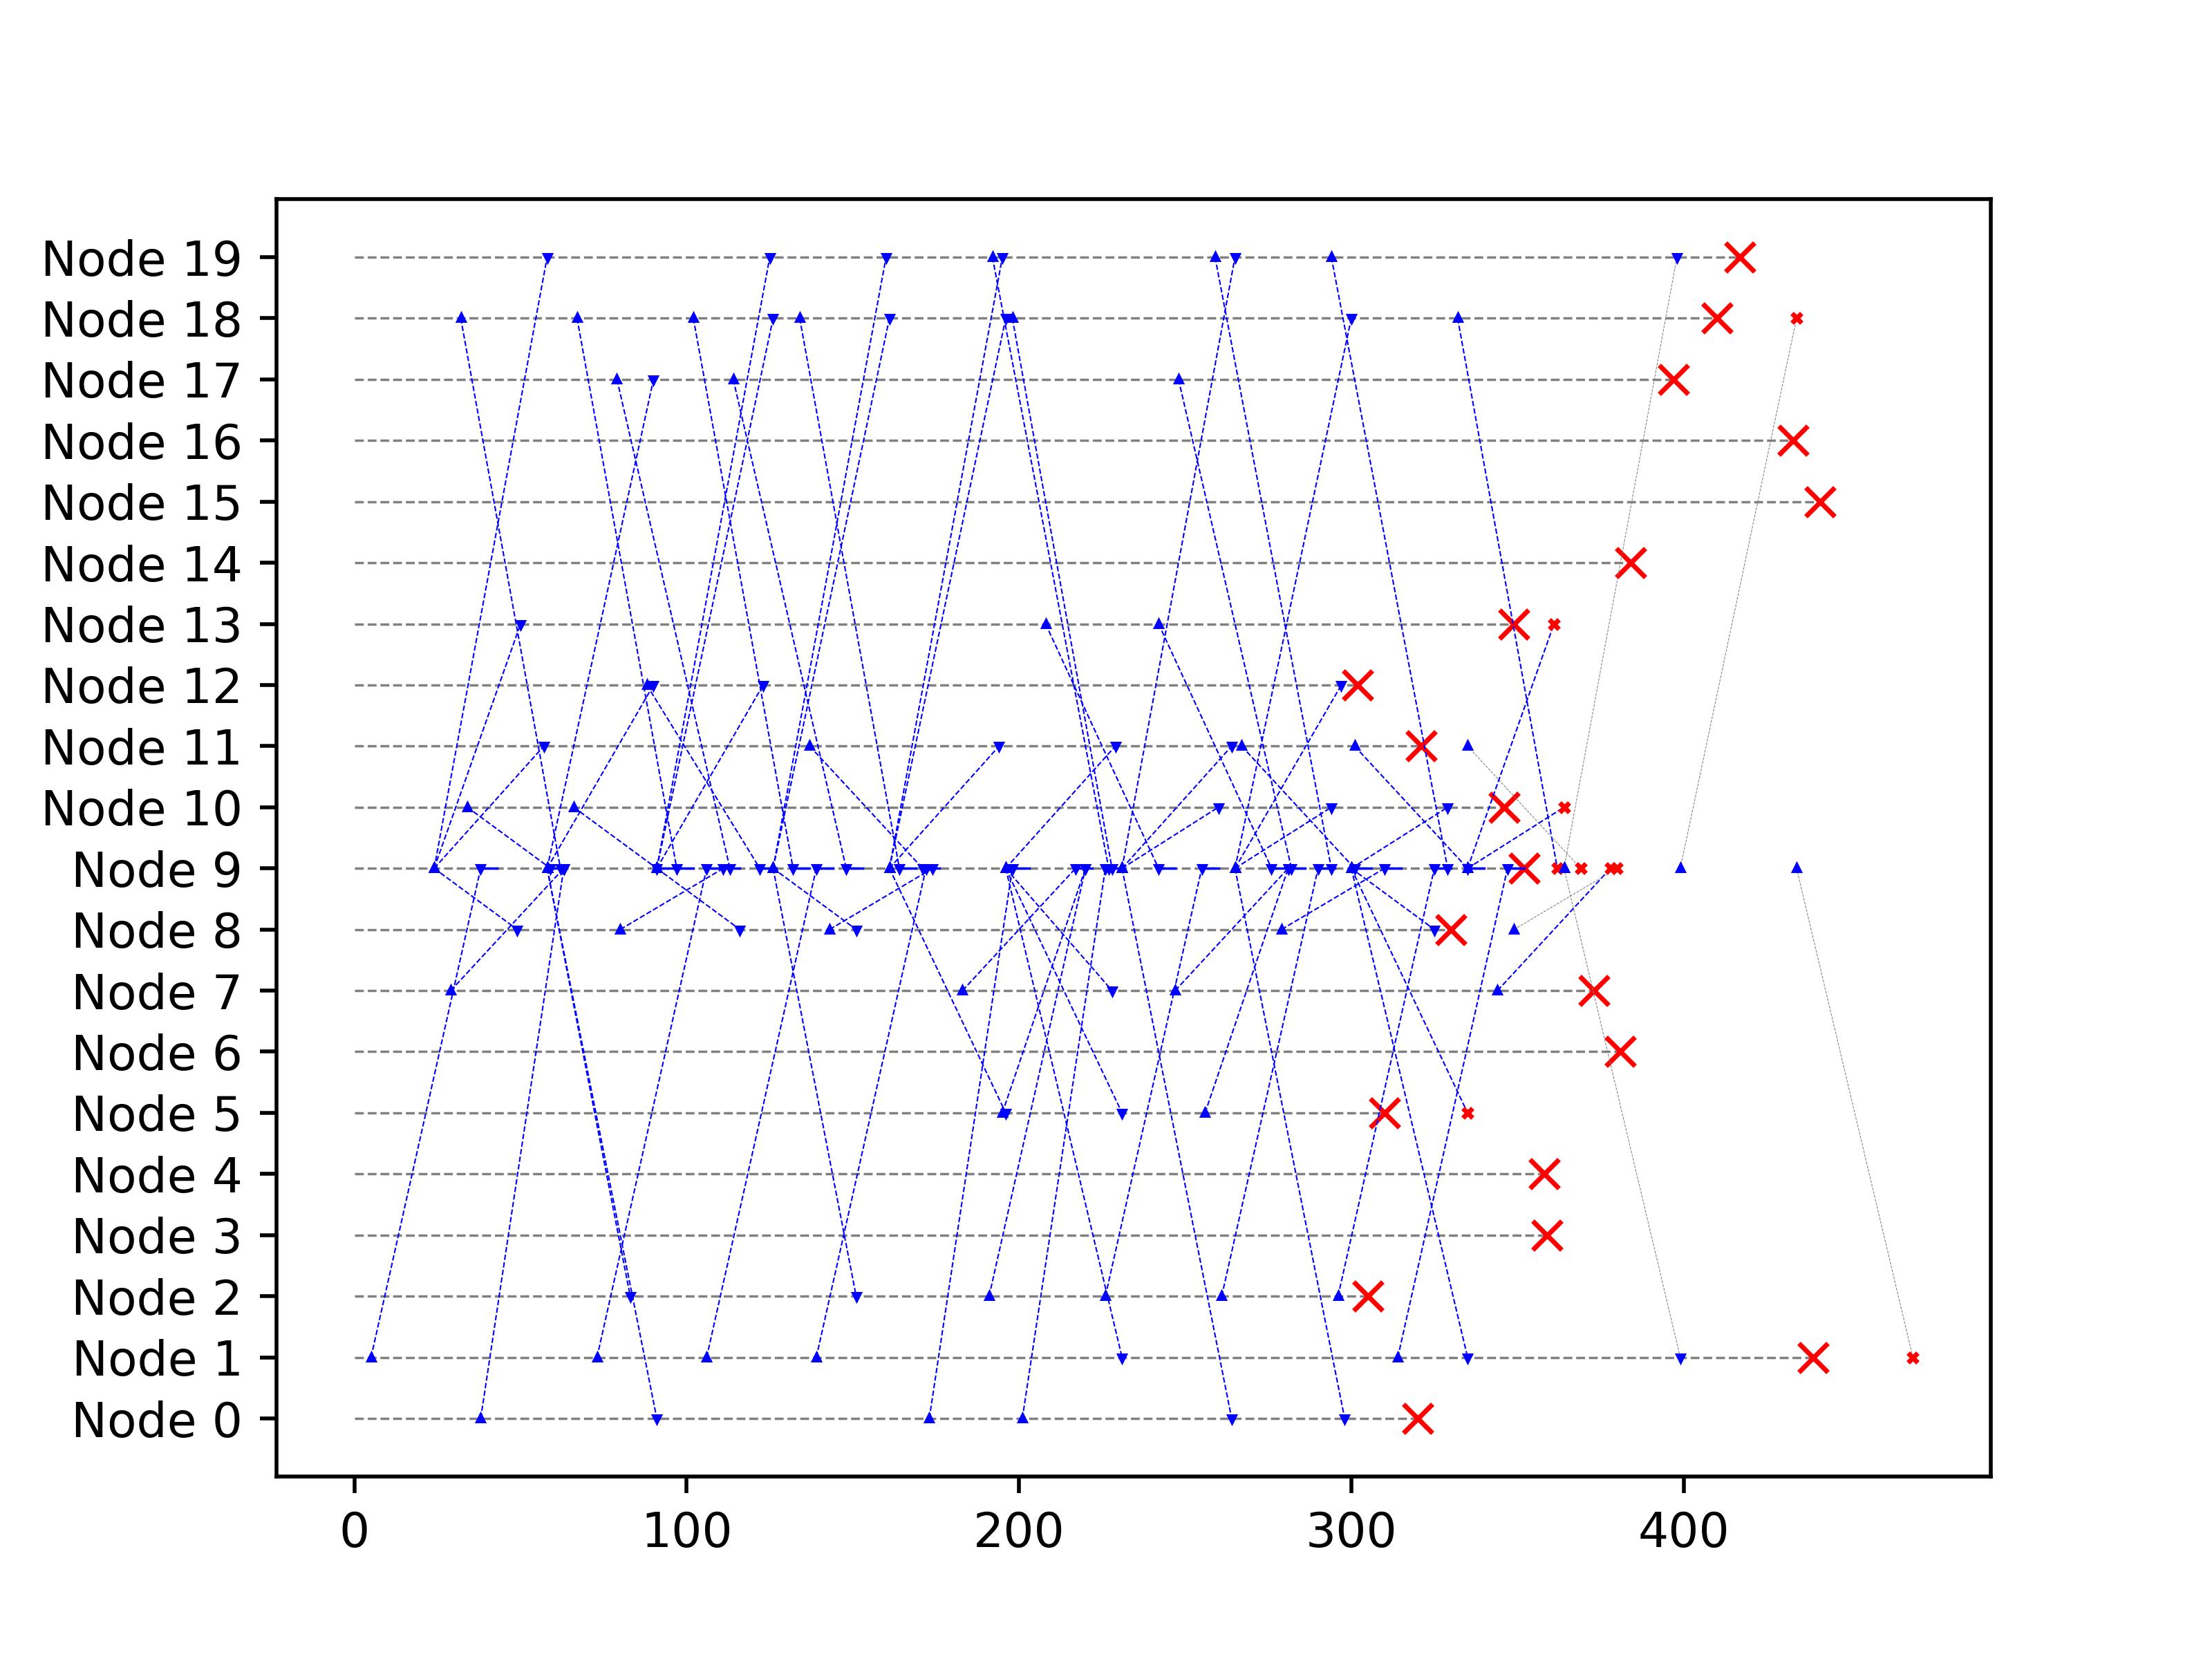 Node 19
Node 18
Node 17
Node 16
Node 15
Node 14
Node 13
Node 12
Node 11
Node 10
Node 9
Node 8
Node 7
Node 6
Node 5
Node 4
Node 3
Node 2
Node 1
Node 0
0 100 200 300 400